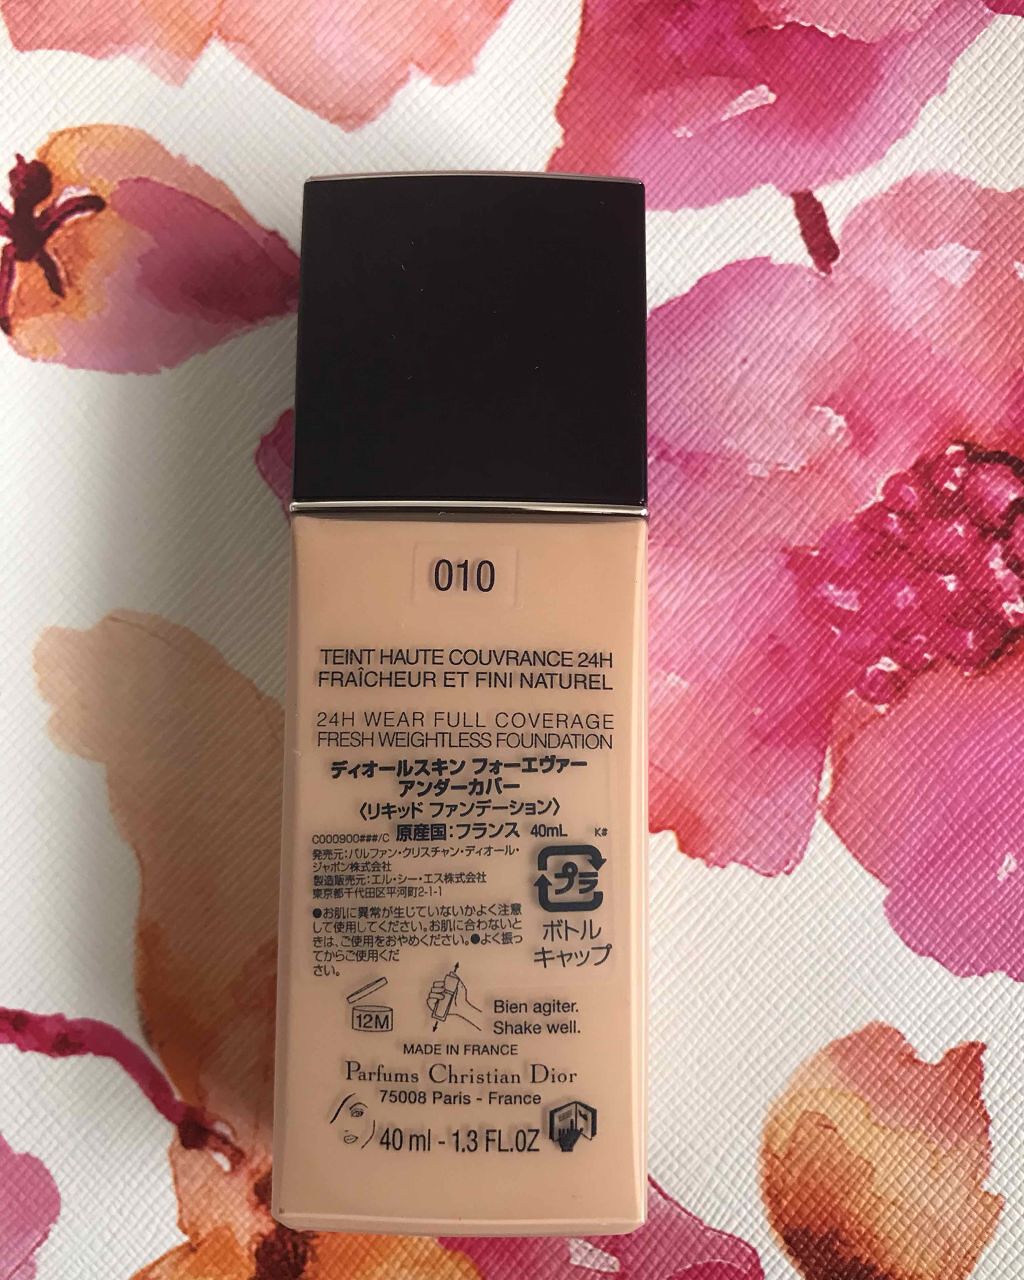 010
TEINT HAUTE COUVRANCE 24H
FRAÎCHEUR ET FINI NATUREL
24H WEAR FULL COVERAGE
FRESH WEIGHTLESS FOUNDATION
ディオールスキン フォーエヴァー
アンダーカバー
〈リキッド ファンデーション〉
C000900###/C 原産国:フランス 40mL K#
発売元:パルファン・クリスチャン・ディオール・
ジャポン株式会社
製造販売元:エル・シー・エス株式会社
東京都千代田区平河町2-1-1
プラ
ボトル
キャップ
●お肌に異常が生じていないかよく注意
して使用してください。お肌に合わないと
きは、ご使用をおやめください。●よく振っ
てからご使用くだ
さい。
12M
Bien agiter.
Shake well.
MADE IN FRANCE
Parfums Christian Dior
75008 Paris - France
40 ml - 1.3 FL.OZ